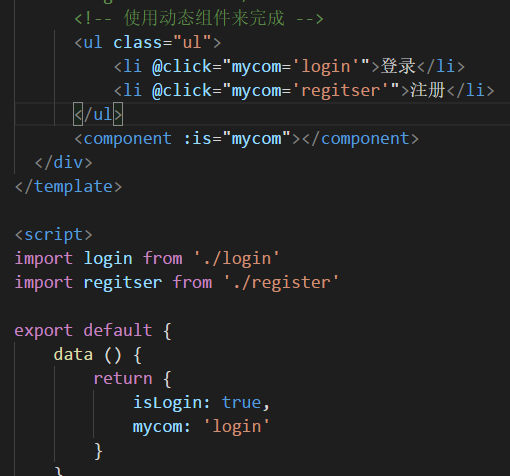 <!-- 使用动态组件来完成 -->
<ul class="ul">
<li @click="mycom='login'">登录</li>
<li @click="mycom='regitser'">注册</li>
</ul>
<component :is="mycom"></component>
</div>
</template>
<script>
import login from './login'
import regitser from './register'
export default {
data () {
return {
isLogin: true,
mycom: 'login'
}